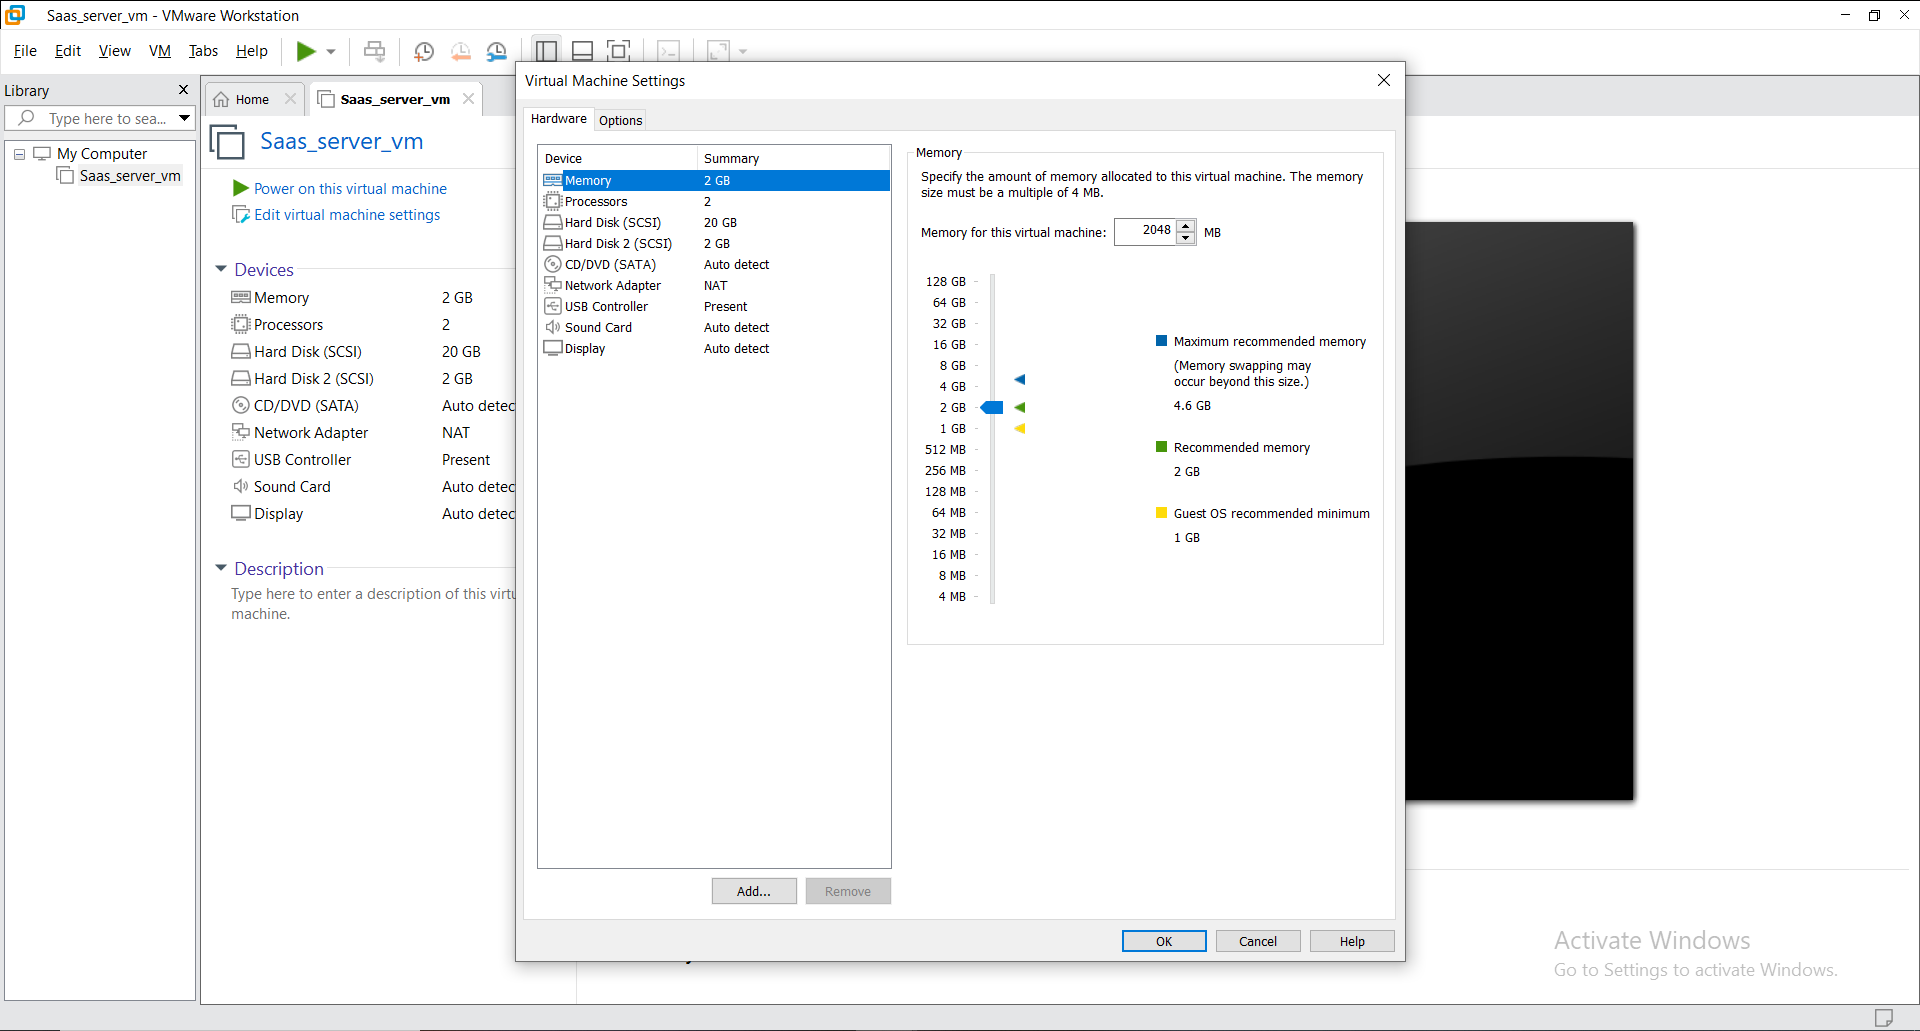 Saas_server_vm - VMware Workstation
File Edit View VM Tabs Help
Library
Type here to sea...
My Computer
Saas_server_vm
Home
Saas_server_vm
Saas_server_vm
Power on this virtual machine
Edit virtual machine settings
Devices
Memory 2 GB
Processors 2
Hard Disk (SCSI) 20 GB
Hard Disk 2 (SCSI) 2 GB
CD/DVD (SATA) Auto detec
Network Adapter NAT
USB Controller Present
Sound Card Auto detec
Display Auto detec
Description
Type here to enter a description of this virtu
machine.
Virtual Machine Settings
Hardware Options
Device Summary
Memory 2 GB
Processors 2
Hard Disk (SCSI) 20 GB
Hard Disk 2 (SCSI) 2 GB
CD/DVD (SATA) Auto detect
Network Adapter NAT
USB Controller Present
Sound Card Auto detect
Display Auto detect
Add... Remove
Memory
Specify the amount of memory allocated to this virtual machine. The memory
size must be a multiple of 4 MB.
Memory for this virtual machine: 2048 MB
128 GB
64 GB
32 GB
16 GB
8 GB
4 GB
2 GB
1 GB
512 MB
256 MB
128 MB
64 MB
32 MB
16 MB
8 MB
4 MB
Maximum recommended memory
(Memory swapping may
occur beyond this size.)
4.6 GB
Recommended memory
2 GB
Guest OS recommended minimum
1 GB
OK Cancel Help
Activate Windows
Go to Settings to activate Windows.